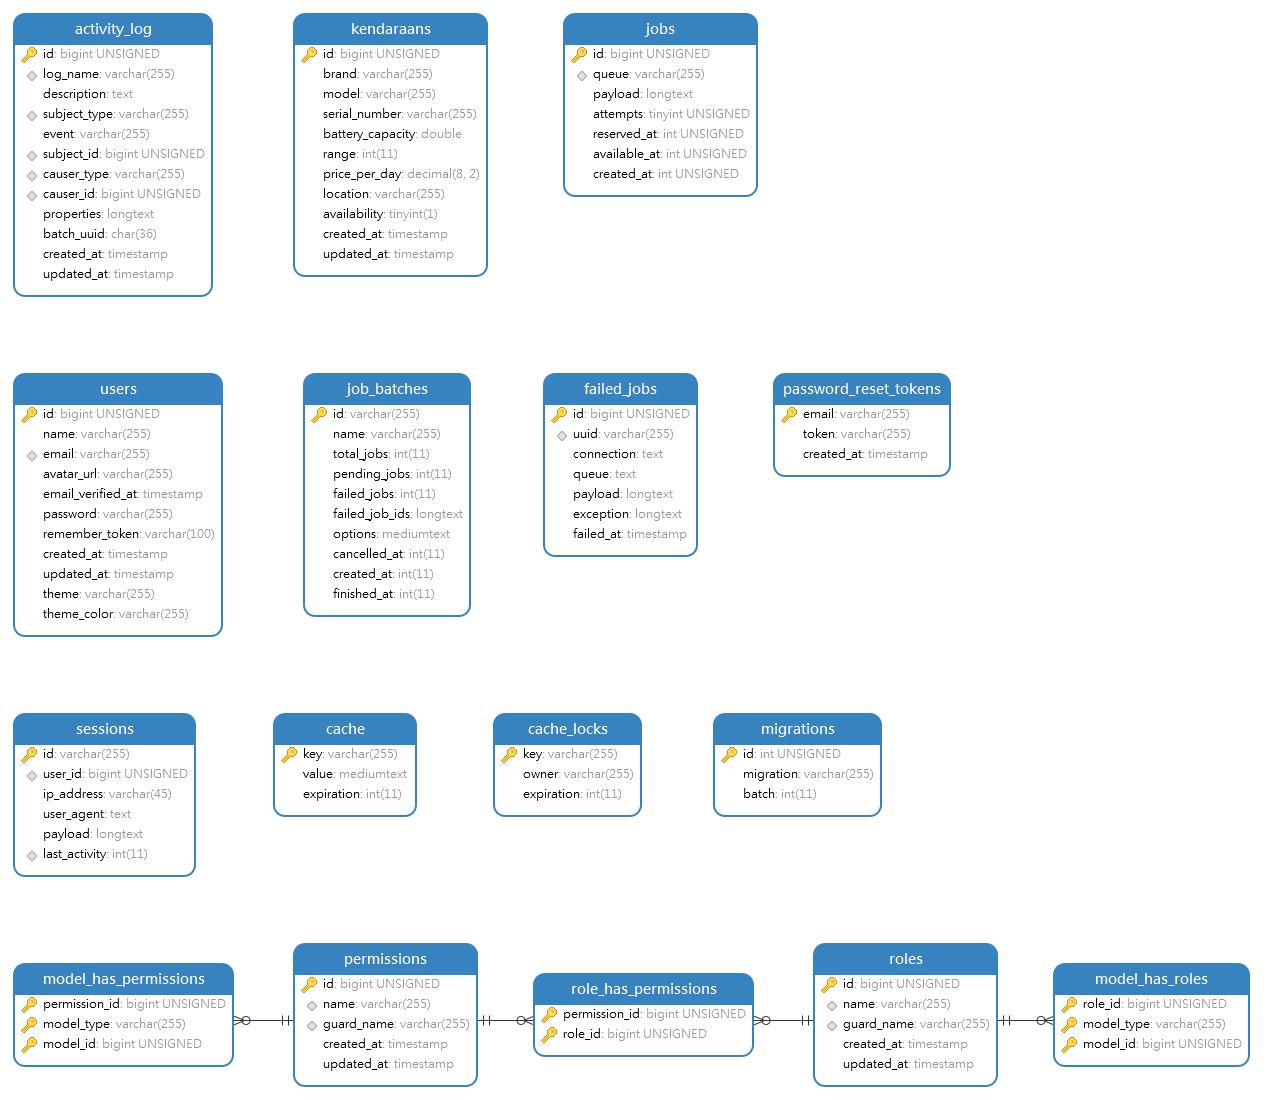 activity_log
id: bigint UNSIGNED
log_name: varchar(255)
description: text
subject_type: varchar(255)
event: varchar(255)
subject_id: bigint UNSIGNED
causer_type: varchar(255)
causer_id: bigint UNSIGNED
properties: longtext
batch_uuid: char(36)
created_at: timestamp
updated_at: timestamp
kendaraans
id: bigint UNSIGNED
brand: varchar(255)
model: varchar(255)
serial_number: varchar(255)
battery_capacity: double
range: int(11)
price_per_day: decimal(8, 2)
location: varchar(255)
availability: tinyint(1)
created_at: timestamp
updated_at: timestamp
jobs
id: bigint UNSIGNED
queue: varchar(255)
payload: longtext
attempts: tinyint UNSIGNED
reserved_at: int UNSIGNED
available_at: int UNSIGNED
created_at: int UNSIGNED
users
id: bigint UNSIGNED
name: varchar(255)
email: varchar(255)
avatar_url: varchar(255)
email_verified_at: timestamp
password: varchar(255)
remember_token: varchar(100)
created_at: timestamp
updated_at: timestamp
theme: varchar(255)
theme_color: varchar(255)
job_batches
id: varchar(255)
name: varchar(255)
total_jobs: int(11)
pending_jobs: int(11)
failed_jobs: int(11)
failed_job_ids: longtext
options: mediumtext
cancelled_at: int(11)
created_at: int(11)
finished_at: int(11)
failed_jobs
id: bigint UNSIGNED
uuid: varchar(255)
connection: text
queue: text
payload: longtext
exception: longtext
failed_at: timestamp
password_reset_tokens
email: varchar(255)
token: varchar(255)
created_at: timestamp
sessions
id: varchar(255)
user_id: bigint UNSIGNED
ip_address: varchar(45)
user_agent: text
payload: longtext
last_activity: int(11)
cache
key: varchar(255)
value: mediumtext
expiration: int(11)
cache_locks
key: varchar(255)
owner: varchar(255)
expiration: int(11)
migrations
id: int UNSIGNED
migration: varchar(255)
batch: int(11)
model_has_permissions
permission_id: bigint UNSIGNED
model_type: varchar(255)
model_id: bigint UNSIGNED
permissions
id: bigint UNSIGNED
name: varchar(255)
guard_name: varchar(255)
created_at: timestamp
updated_at: timestamp
role_has_permissions
permission_id: bigint UNSIGNED
role_id: bigint UNSIGNED
roles
id: bigint UNSIGNED
name: varchar(255)
guard_name: varchar(255)
created_at: timestamp
updated_at: timestamp
model_has_roles
role_id: bigint UNSIGNED
model_type: varchar(255)
model_id: bigint UNSIGNED